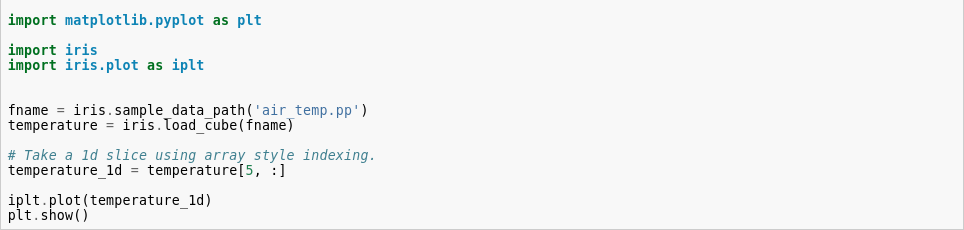 import matplotlib.pyplot as plt
import iris
import iris.plot as iplt
fname = iris.sample_data_path('air_temp.pp')
temperature = iris.load_cube(fname)
# Take a 1d slice using array style indexing.
temperature_1d = temperature[5, :]
iplt.plot(temperature_1d)
plt.show()